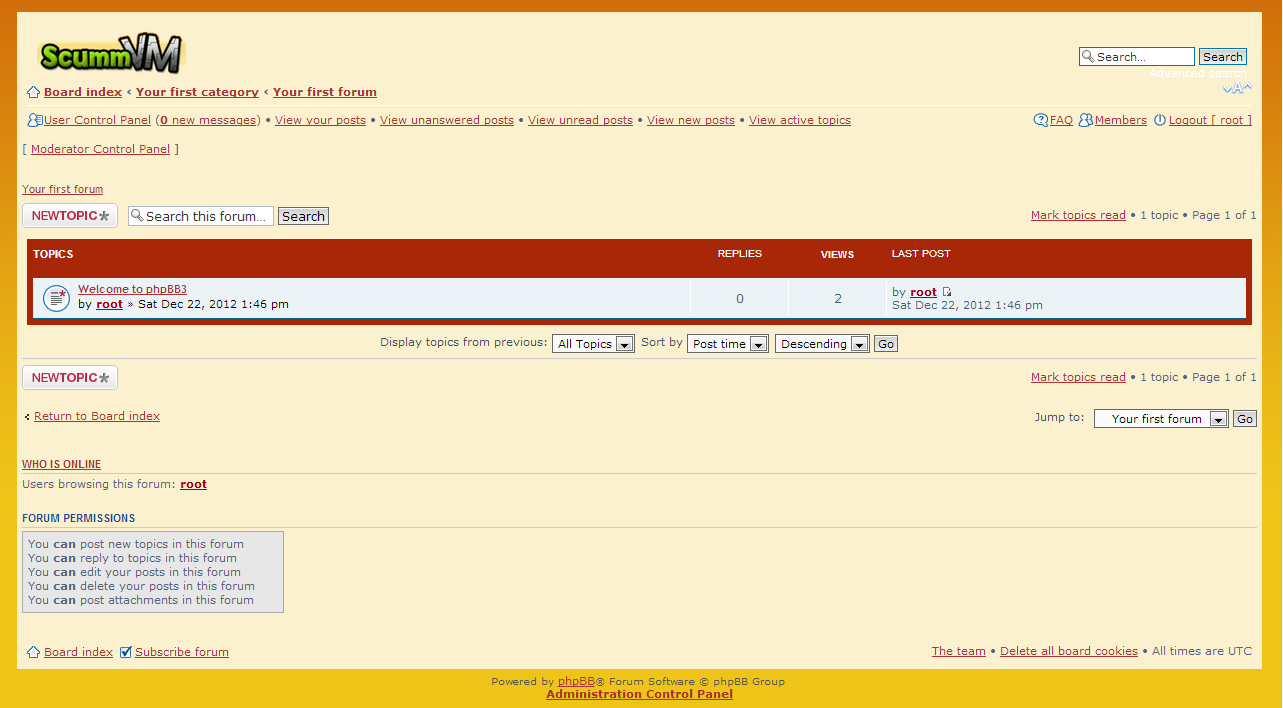 ScummVM
Search... Search
Advanced search
Board index ‹ Your first category ‹ Your first forum
A
User Control Panel (0 new messages) • View your posts • View unanswered posts • View unread posts • View new posts • View active topics FAQ Members Logout [ root ]
[ Moderator Control Panel ]
Your first forum
NEWTOPIC* Search this forum... Search Mark topics read • 1 topic • Page 1 of 1
TOPICS REPLIES VIEWS LAST POST
Welcome to phpBB3
by root » Sat Dec 22, 2012 1:46 pm 0 2 by root
Sat Dec 22, 2012 1:46 pm
Display topics from previous: All Topics Sort by Post time Descending Go
NEWTOPIC* Mark topics read • 1 topic • Page 1 of 1
Return to Board index Jump to: Your first forum Go
WHO IS ONLINE
Users browsing this forum: root
FORUM PERMISSIONS
You can post new topics in this forum
You can reply to topics in this forum
You can edit your posts in this forum
You can delete your posts in this forum
You can post attachments in this forum
Board index Subscribe forum The team • Delete all board cookies • All times are UTC
Powered by phpBB® Forum Software © phpBB Group
Administration Control Panel